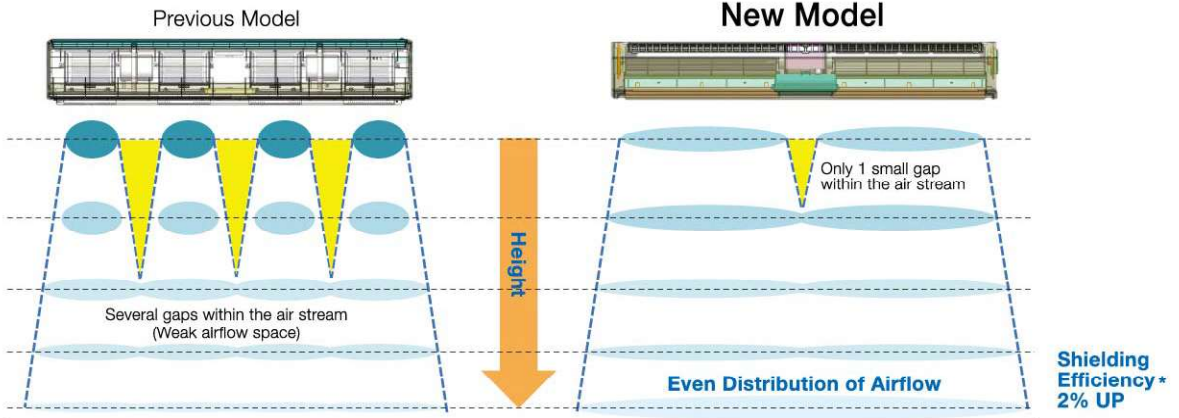 Previous Model
New Model
Only 1 small gap
within the air stream
Height
Several gaps within the air stream
(Weak airflow space)
Even Distribution of Airflow
Shielding
Efficiency*
2% UP